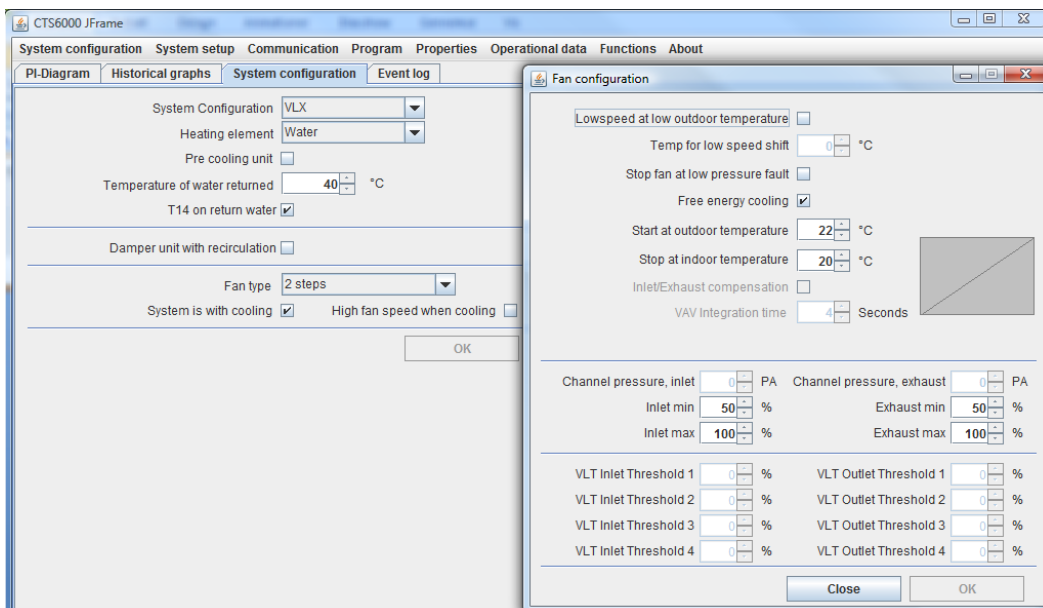 CTS6000 JFrame
System configuration System setup Communication Program Properties Operational data Functions About
PI-Diagram Historical graphs System configuration Event log
System Configuration VLX
Heating element Water
Pre cooling unit
Temperature of water returned 40 °C
T14 on return water
Damper unit with recirculation
Fan type 2 steps
System is with cooling High fan speed when cooling
OK
Fan configuration
Lowspeed at low outdoor temperature
Temp for low speed shift 0 °C
Stop fan at low pressure fault
Free energy cooling
Start at outdoor temperature 22 °C
Stop at indoor temperature 20 °C
Inlet/Exhaust compensation
VAV Integration time 4 Seconds
Channel pressure, inlet 0 PA Channel pressure, exhaust 0 PA
Inlet min 50 % Exhaust min 50 %
Inlet max 100 % Exhaust max 100 %
VLT Inlet Threshold 1 0 % VLT Outlet Threshold 1 0 %
VLT Inlet Threshold 2 0 % VLT Outlet Threshold 2 0 %
VLT Inlet Threshold 3 0 % VLT Outlet Threshold 3 0 %
VLT Inlet Threshold 4 0 % VLT Outlet Threshold 4 0 %
Close OK